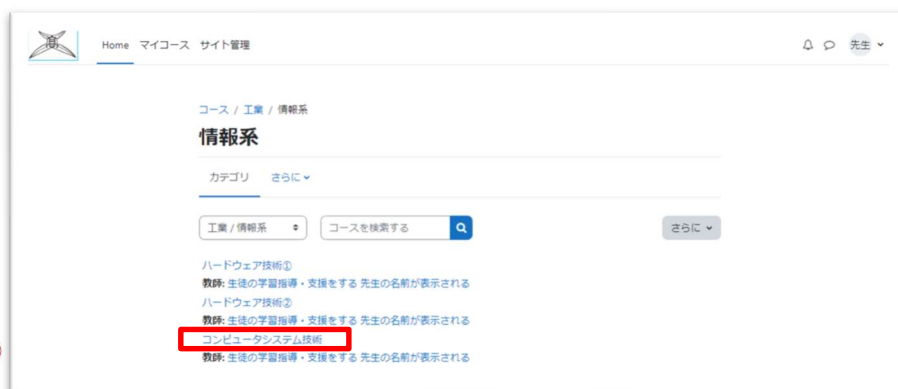 高
Home マイコース サイト管理 先生
コース / 工業 / 情報系
情報系
カテゴリ さらに
工業 / 情報系 コースを検索する さらに
ハードウェア技術①
教師: 生徒の学習指導・支援をする 先生の名前が表示される
ハードウェア技術②
教師: 生徒の学習指導・支援をする 先生の名前が表示される
コンピュータシステム技術
教師: 生徒の学習指導・支援をする 先生の名前が表示される